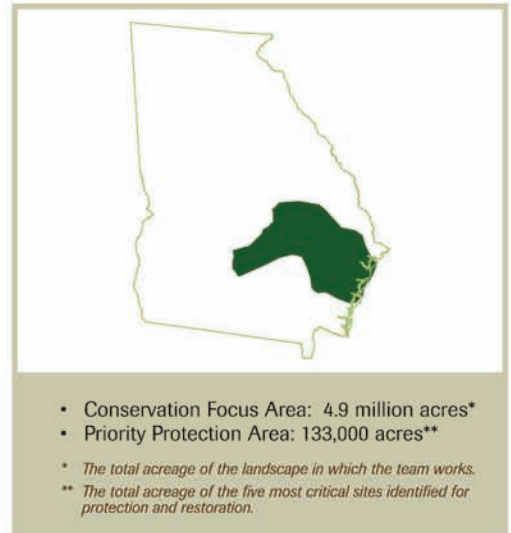 • Conservation Focus Area: 4.9 million acres*
• Priority Protection Area: 133,000 acres**
* The total acreage of the landscape in which the team works.
** The total acreage of the five most critical sites identified for
protection and restoration.